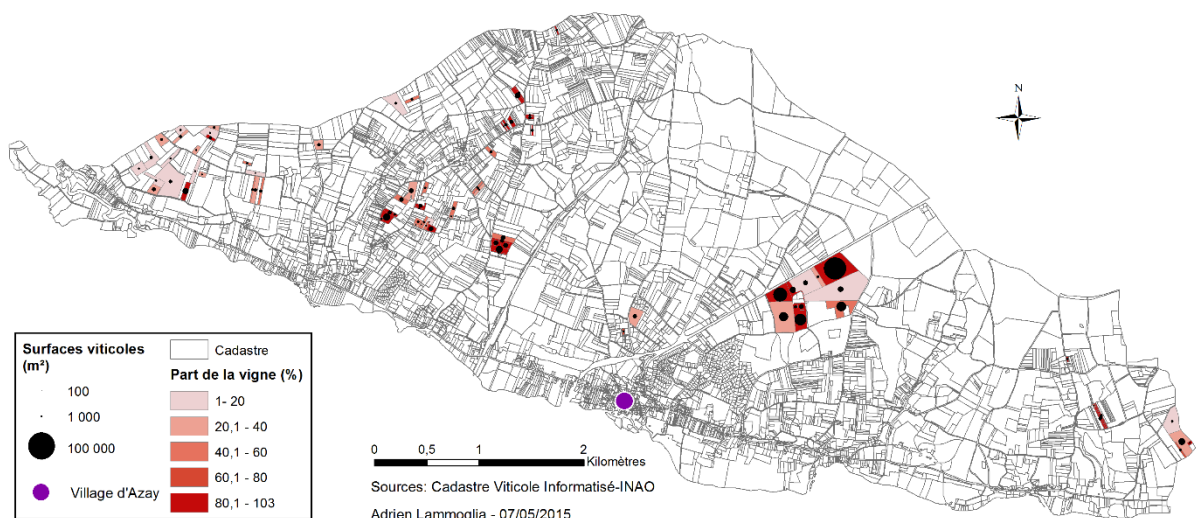 N
Surfaces viticoles
(m²)
100
1 000
100 000
Village d'Azay
Cadastre
Part de la vigne (%)
1- 20
20,1 - 40
40,1 - 60
60,1 - 80
80,1 - 103
0 0,5 1 2
Kilomètres
Sources: Cadastre Viticole Informatisé-INAO
Adrien Lammoglia - 07/05/2015